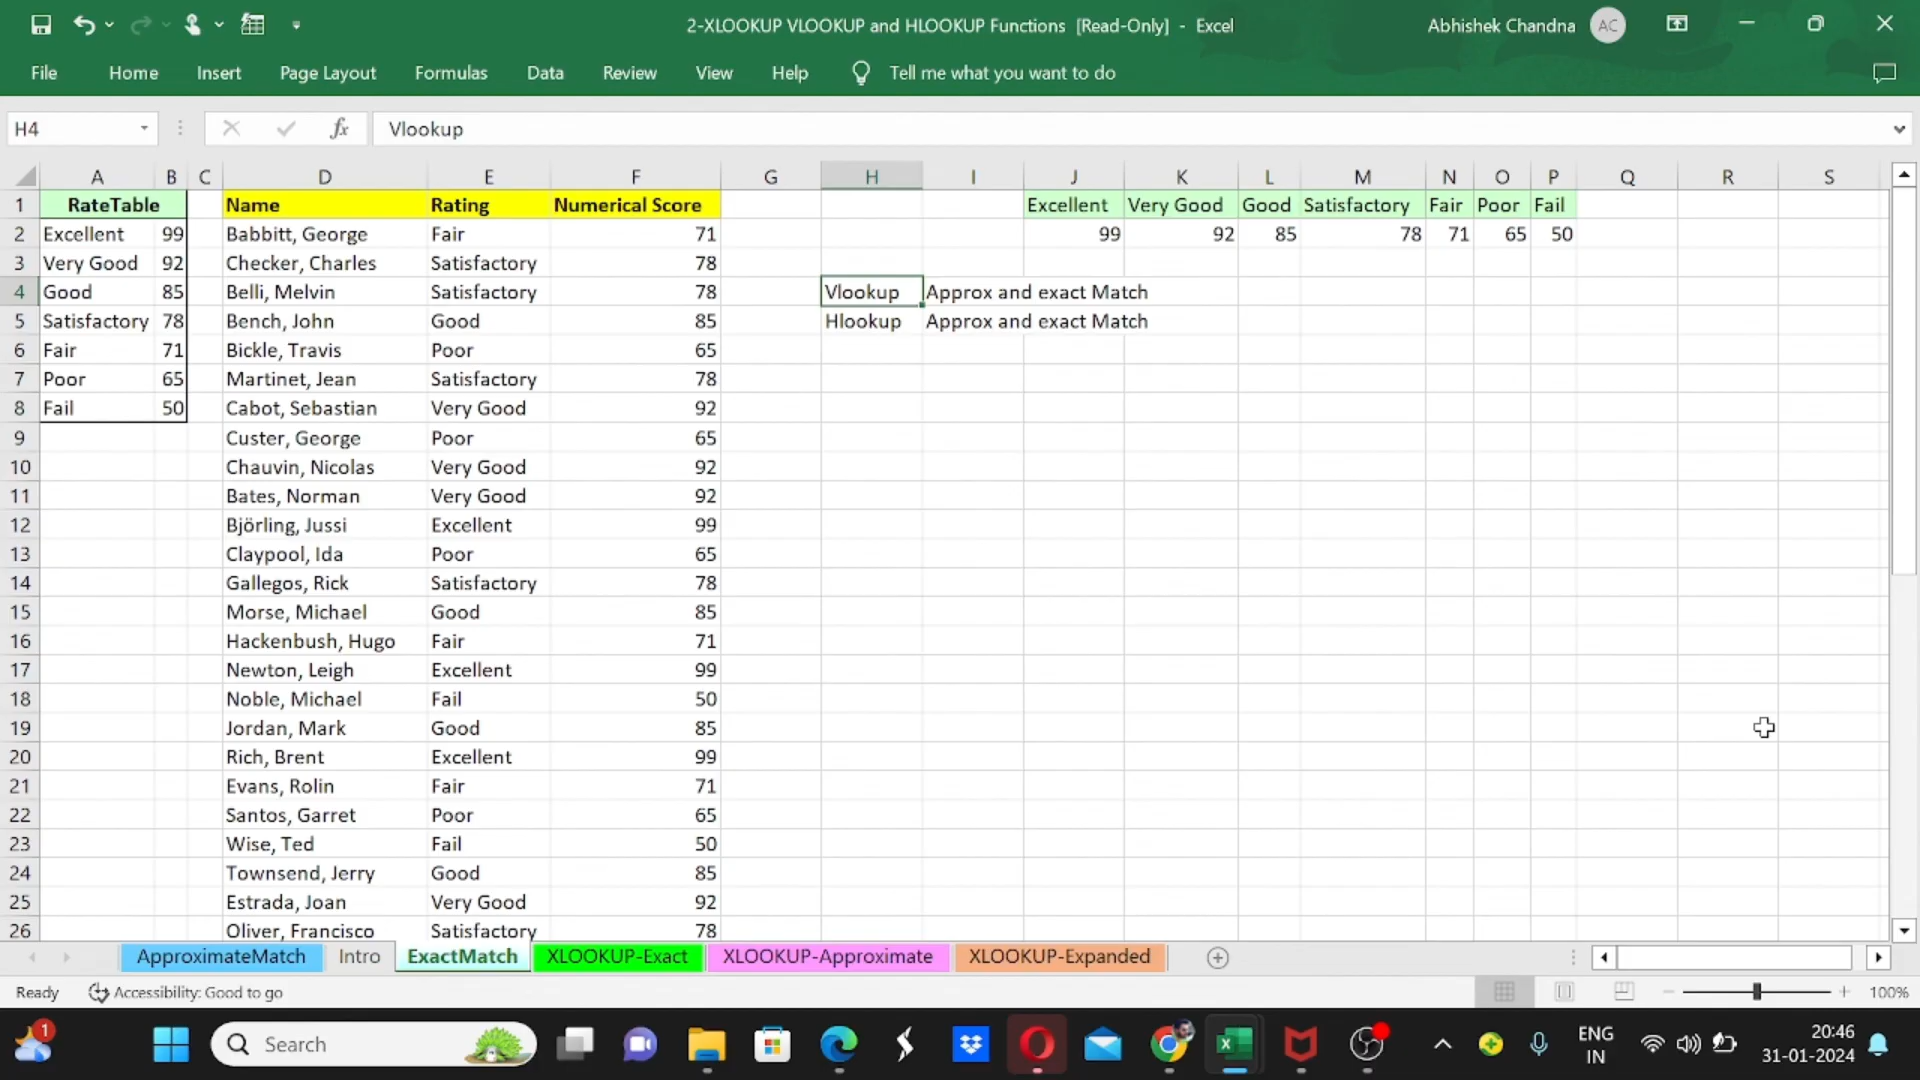 2-XLOOKUP VLOOKUP and HLOOKUP Functions [Read-Only] - Excel Abhishek Chandna AC
File Home Insert Page Layout Formulas Data Review View Help Tell me what you want to do
H4 fx Vlookup
A B C D E F G H I J K L M N O P Q R S
1 RateTable Name Rating Numerical Score Excellent Very Good Good Satisfactory Fair Poor Fail
2 Excellent 99 Babbitt, George Fair 71 99 92 85 78 71 65 50
3 Very Good 92 Checker, Charles Satisfactory 78
4 Good 85 Belli, Melvin Satisfactory 78 Vlookup Approx and exact Match
5 Satisfactory 78 Bench, John Good 85 Hlookup Approx and exact Match
6 Fair 71 Bickle, Travis Poor 65
7 Poor 65 Martinet, Jean Satisfactory 78
8 Fail 50 Cabot, Sebastian Very Good 92
9 Custer, George Poor 65
10 Chauvin, Nicolas Very Good 92
11 Bates, Norman Very Good 92
12 Björling, Jussi Excellent 99
13 Claypool, Ida Poor 65
14 Gallegos, Rick Satisfactory 78
15 Morse, Michael Good 85
16 Hackenbush, Hugo Fair 71
17 Newton, Leigh Excellent 99
18 Noble, Michael Fail 50
19 Jordan, Mark Good 85
20 Rich, Brent Excellent 99
21 Evans, Rolin Fair 71
22 Santos, Garret Poor 65
23 Wise, Ted Fail 50
24 Townsend, Jerry Good 85
25 Estrada, Joan Very Good 92
26 Oliver, Francisco Satisfactory 78
ApproximateMatch Intro ExactMatch XLOOKUP-Exact XLOOKUP-Approximate XLOOKUP-Expanded
Ready Accessibility: Good to go 100%
1 Search ENG 20:46
IN 31-01-2024